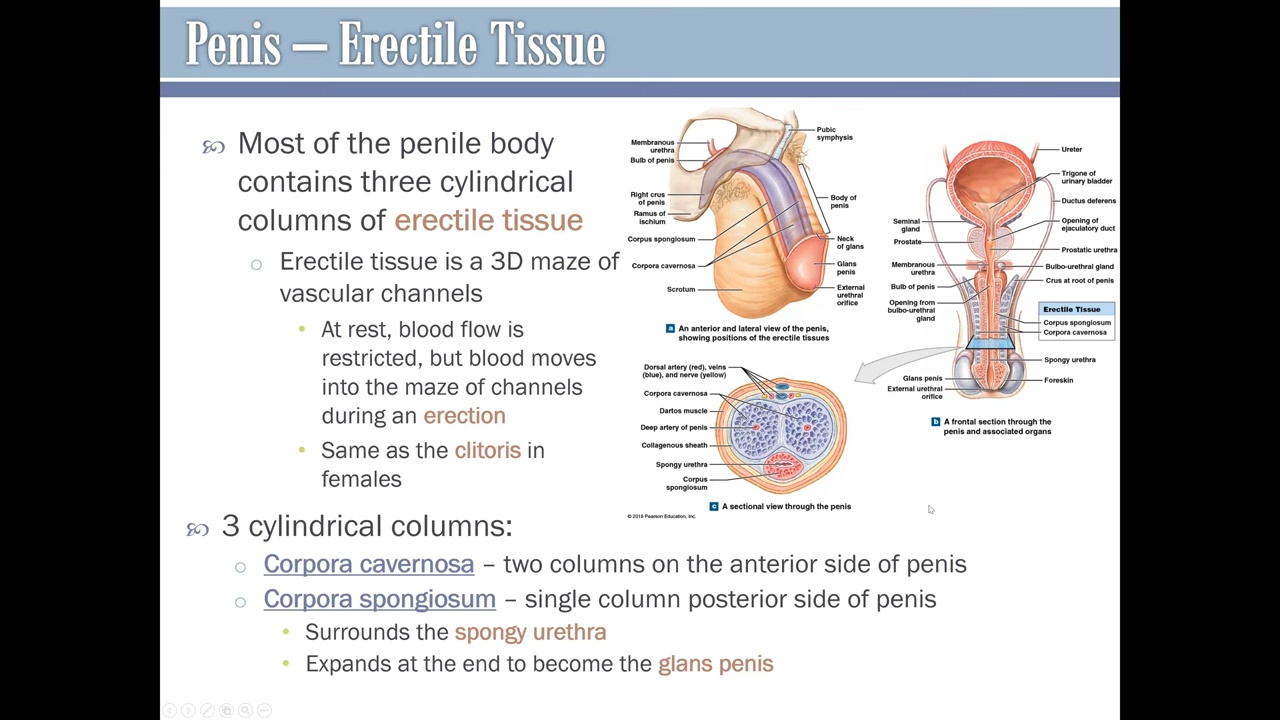 Penis — Erectile Tissue
Most of the penile body
contains three cylindrical
columns of erectile tissue
Erectile tissue is a 3D maze of
vascular channels
At rest, blood flow is
restricted, but blood moves
into the maze of channels
during an erection
Same as the clitoris in
females
3 cylindrical columns:
Corpora cavernosa – two columns on the anterior side of penis
Corpora spongiosum – single column posterior side of penis
Surrounds the spongy urethra
Expands at the end to become the glans penis
Pubic
symphysis
Membranous
urethra
Bulb of penis
Right crus
of penis
Ramus of
ischium
Corpus spongiosum
Corpora cavernosa
Scrotum
Body of
penis
Neck
of glans
Glans
penis
External
urethral
orifice
a An anterior and lateral view of the penis,
showing positions of the erectile tissues
Ureter
Trigone of
urinary bladder
Ductus deferens
Seminal
gland
Opening of
ejaculatory duct
Prostate
Prostatic urethra
Membranous
urethra
Bulbo-urethral gland
Bulb of penis
Crus at root of penis
Opening from
bulbo-urethral
gland
Erectile Tissue
Corpus spongiosum
Corpora cavernosa
Spongy urethra
Glans penis
Foreskin
External urethral
orifice
b A frontal section through the
penis and associated organs
Dorsal artery (red), veins
(blue), and nerve (yellow)
Corpora cavernosa
Dartos muscle
Deep artery of penis
Collagenous sheath
Spongy urethra
Corpus
spongiosum
c A sectional view through the penis
© 2018 Pearson Education, Inc.